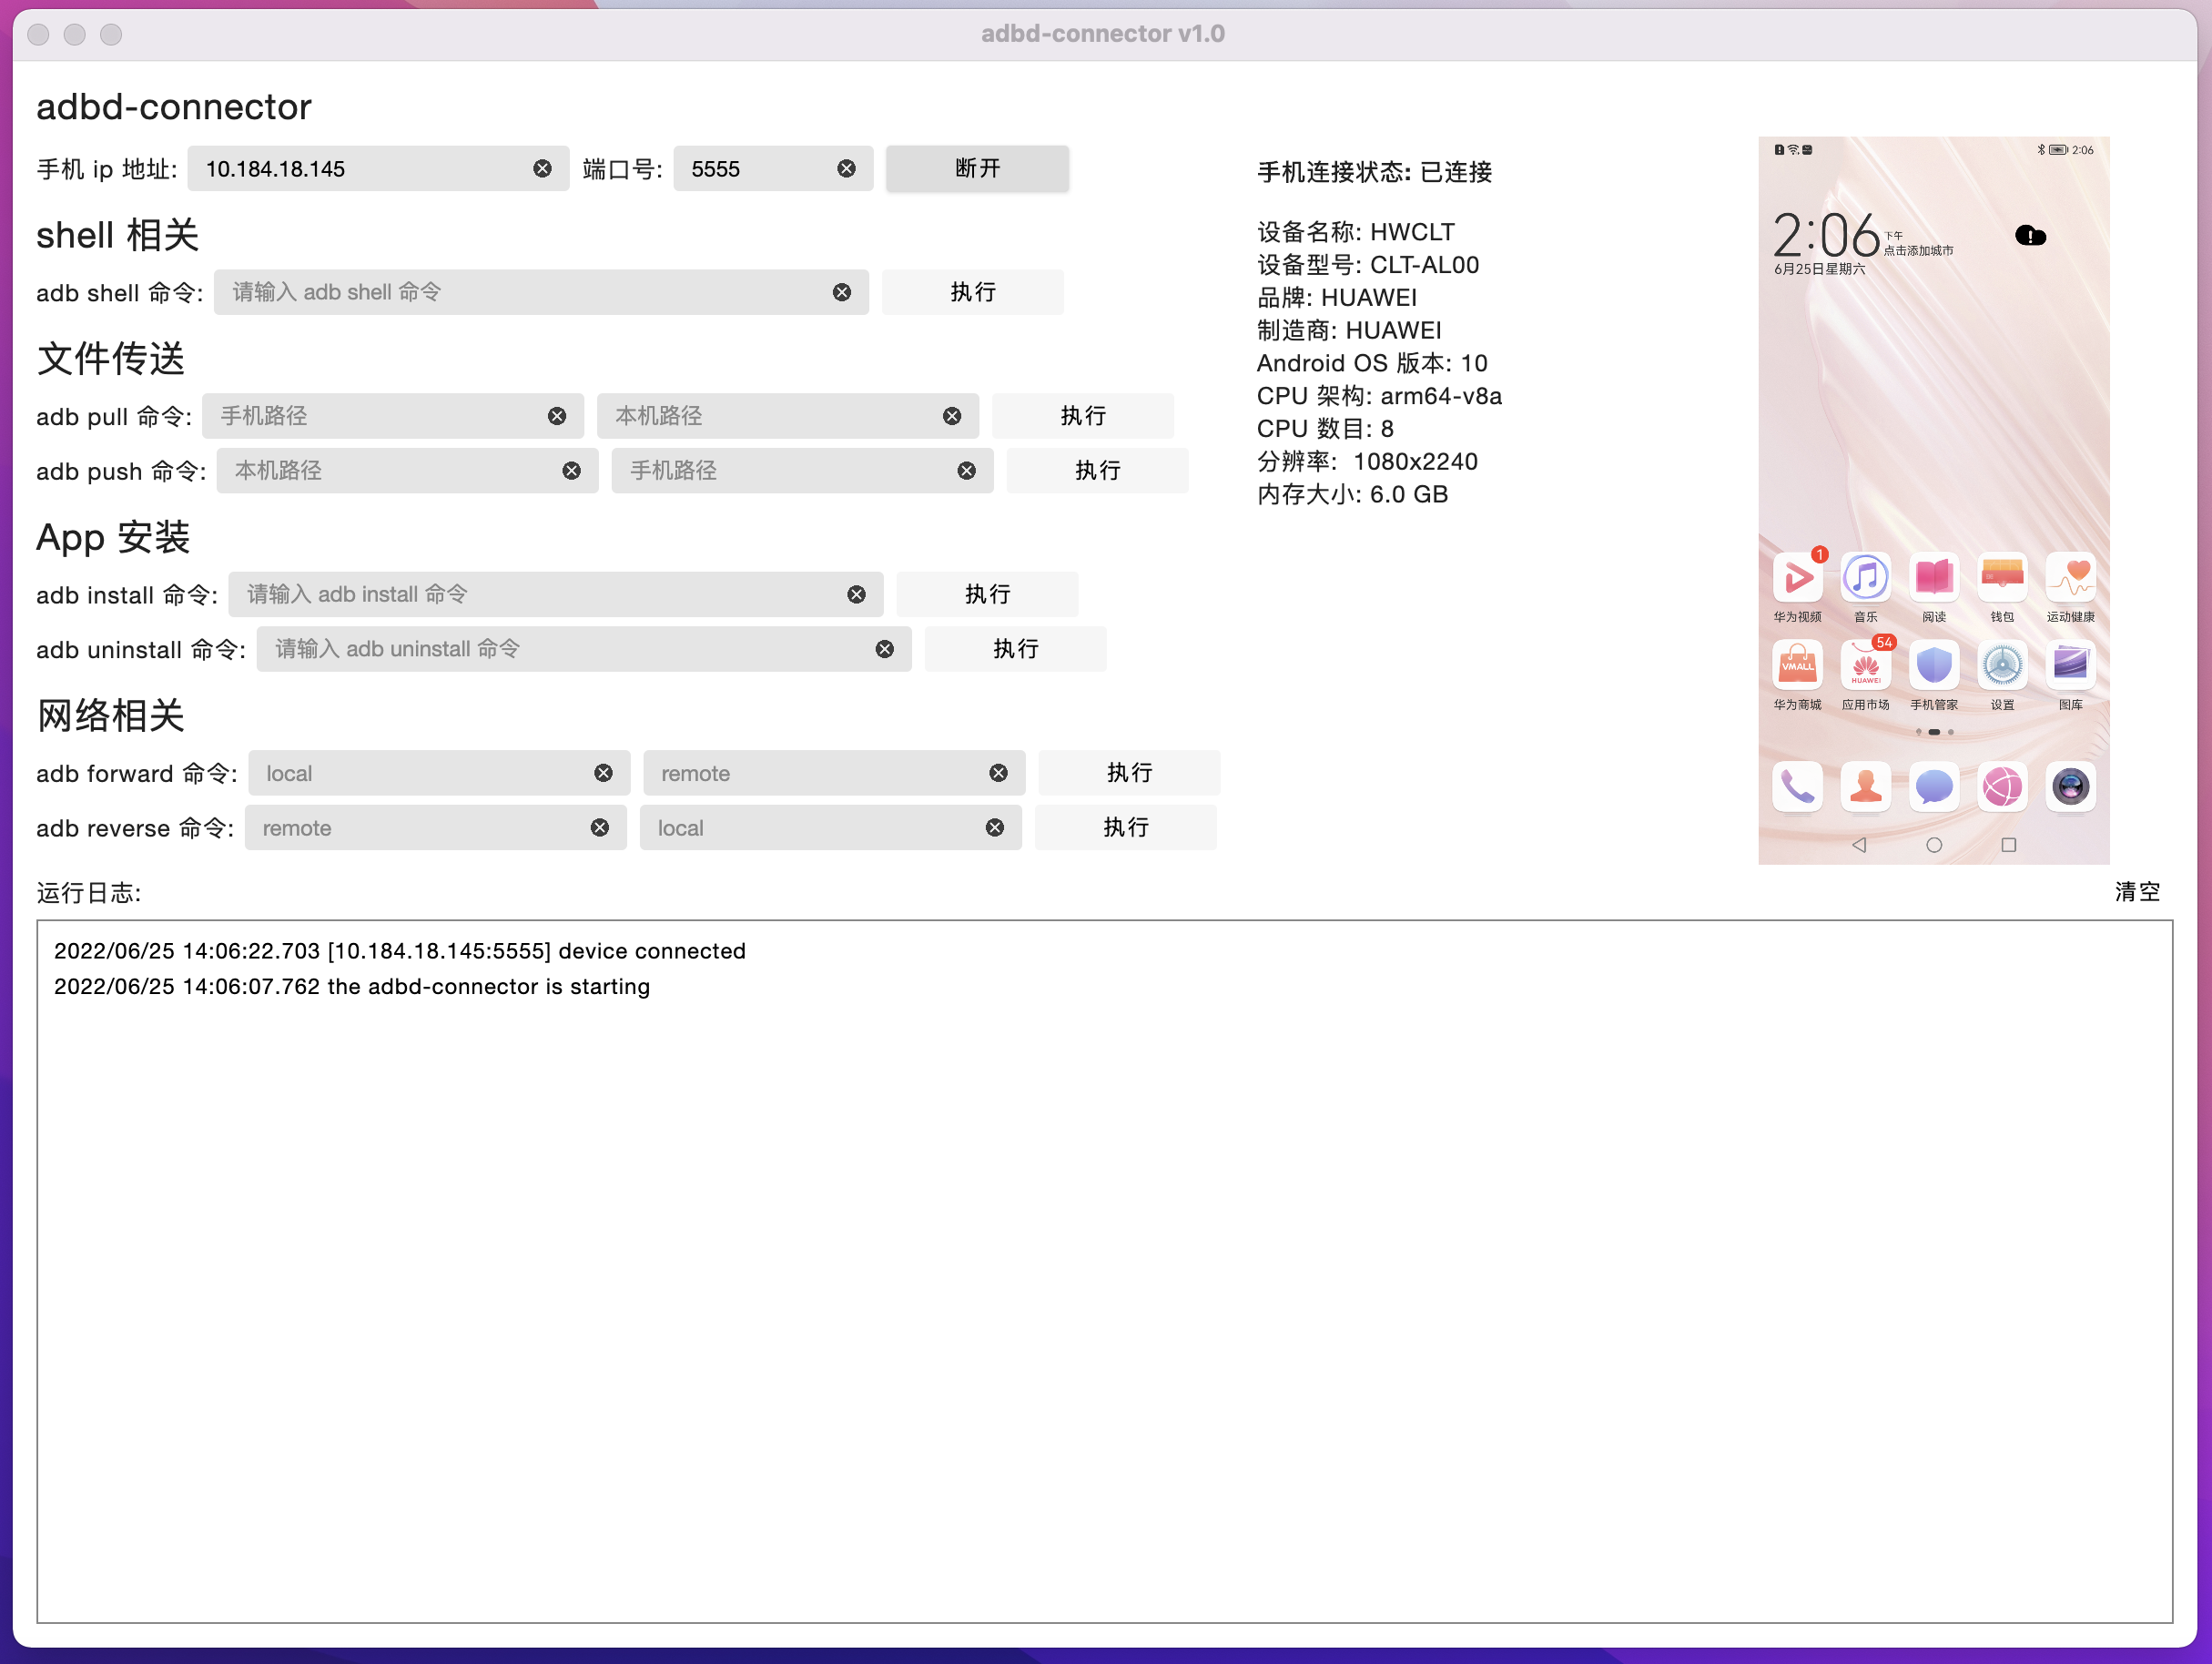 adbd-connector v1.0
adbd-connector
手机 ip 地址: 10.184.18.145 端口号: 5555 断开
shell 相关
adb shell 命令: 请输入 adb shell 命令 执行
文件传送
adb pull 命令: 手机路径 本机路径 执行
adb push 命令: 本机路径 手机路径 执行
App 安装
adb install 命令: 请输入 adb install 命令 执行
adb uninstall 命令: 请输入 adb uninstall 命令 执行
网络相关
adb forward 命令: local remote 执行
adb reverse 命令: remote local 执行
手机连接状态: 已连接
设备名称: HWCLT
设备型号: CLT-AL00
品牌: HUAWEI
制造商: HUAWEI
Android OS 版本: 10
CPU 架构: arm64-v8a
CPU 数目: 8
分辨率: 1080x2240
内存大小: 6.0 GB
2:06
2:06 下午
点击添加城市
6月25日星期六
1
华为视频 音乐 阅读 钱包 运动健康
54
VMALL HUAWEI
华为商城 应用市场 手机管家 设置 图库
运行日志: 清空
2022/06/25 14:06:22.703 [10.184.18.145:5555] device connected
2022/06/25 14:06:07.762 the adbd-connector is starting